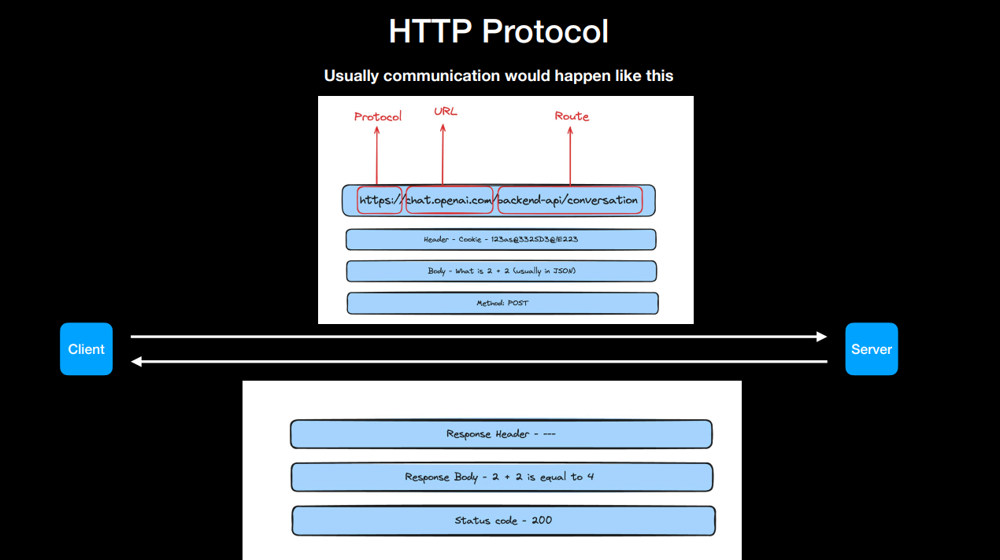 HTTP Protocol
Usually communication would happen like this
Protocol URL Route
https://chat.openai.com/backend-api/conversation
Header - Cookie - 123as@3325D3@/E223
Body - What is 2 + 2 (usually in JSON)
Method: POST
Client
Server
Response Header - ---
Response Body - 2 + 2 is equal to 4
Status code - 200